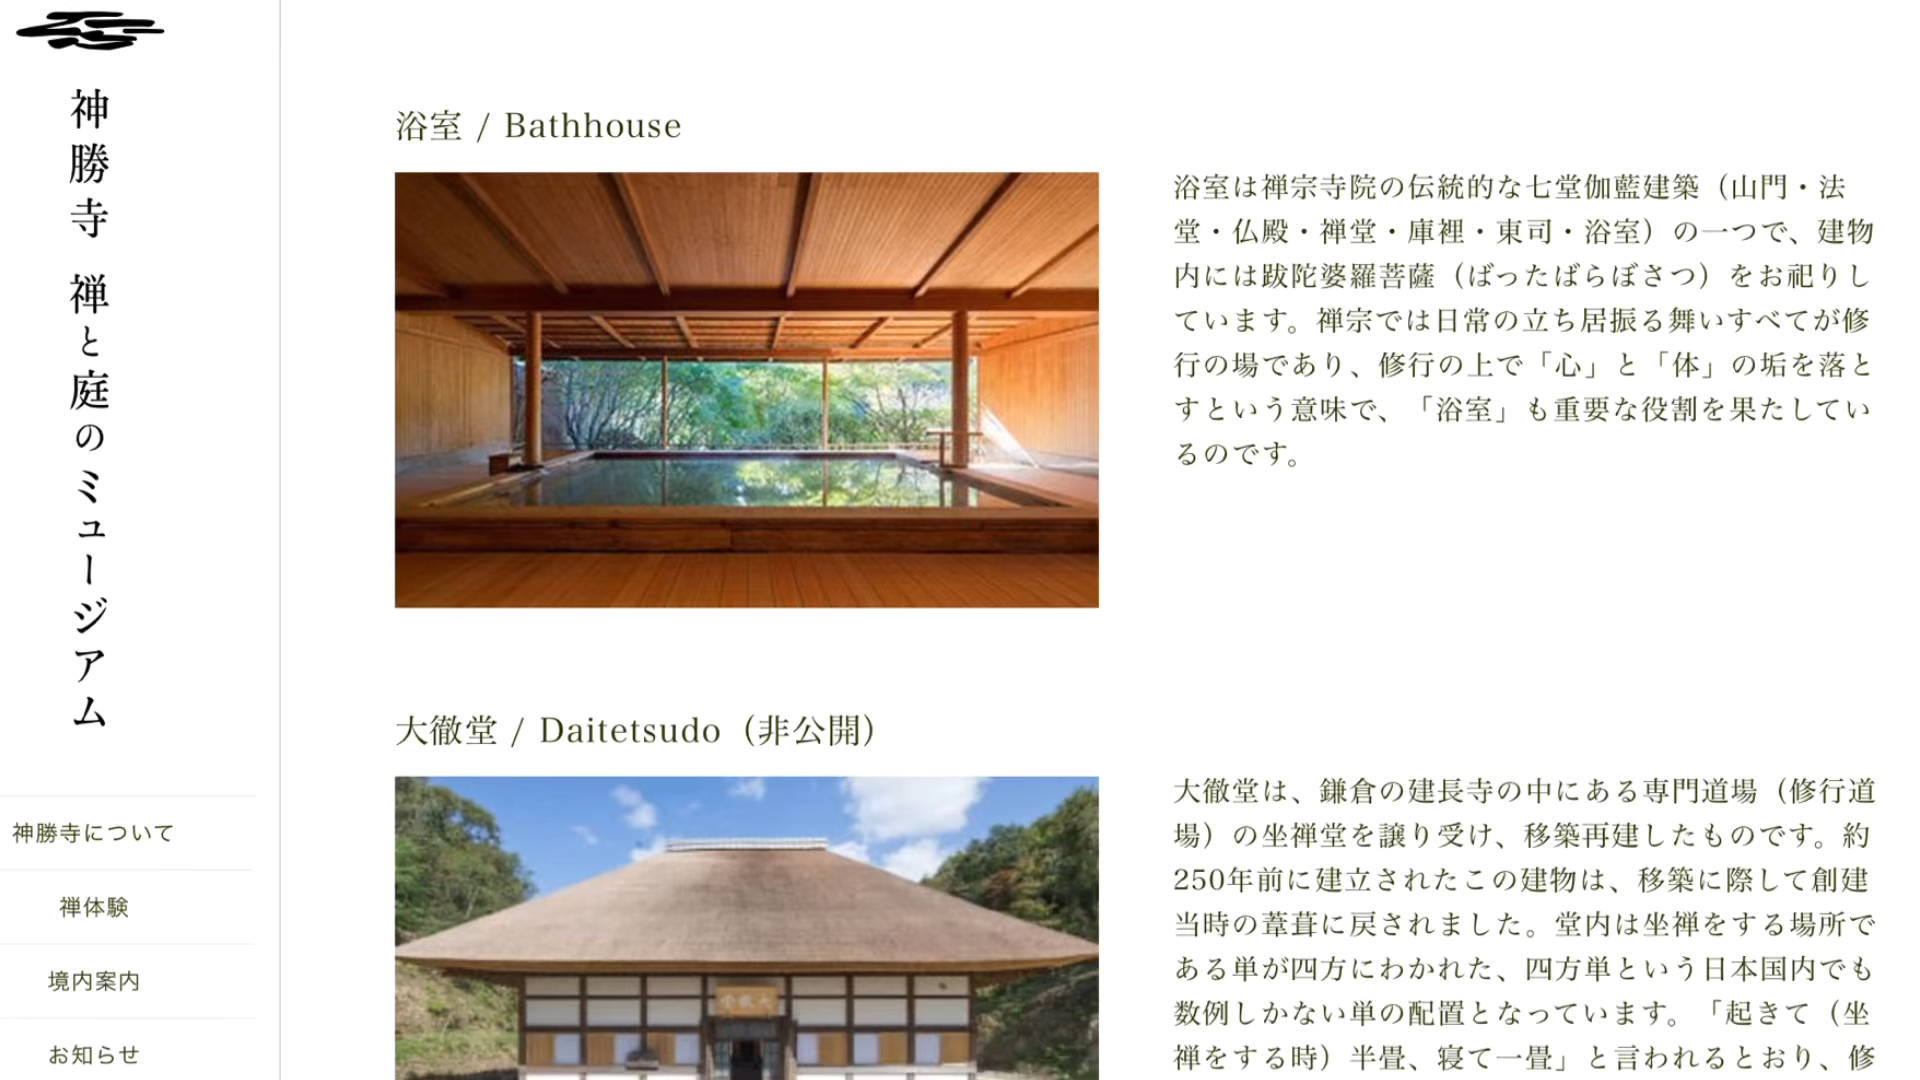 神勝寺 禅と庭のミュージアム
神勝寺について
禅体験
境内案内
お知らせ
浴室 / Bathhouse
浴室は禅宗寺院の伝統的な七堂伽藍建築（山門・法
堂・仏殿・禅堂・庫裡・東司・浴室）の一つで、建物
内には跋陀婆羅菩薩（ばったばらぼさつ）をお祀りし
ています。禅宗では日常の立ち居振る舞いすべてが修
行の場であり、修行の上で「心」と「体」の垢を落と
すという意味で、「浴室」も重要な役割を果たしてい
るのです。
大徹堂 / Daitetsudo（非公開）
大徹堂は、鎌倉の建長寺の中にある専門道場（修行道
場）の坐禅堂を譲り受け、移築再建したものです。約
250年前に建立されたこの建物は、移築に際して創建
当時の葦葺に戻されました。堂内は坐禅をする場所で
ある単が四方にわかれた、四方単という日本国内でも
数例しかない単の配置となっています。「起きて（坐
禅をする時）半畳、寝て一畳」と言われるとおり、修